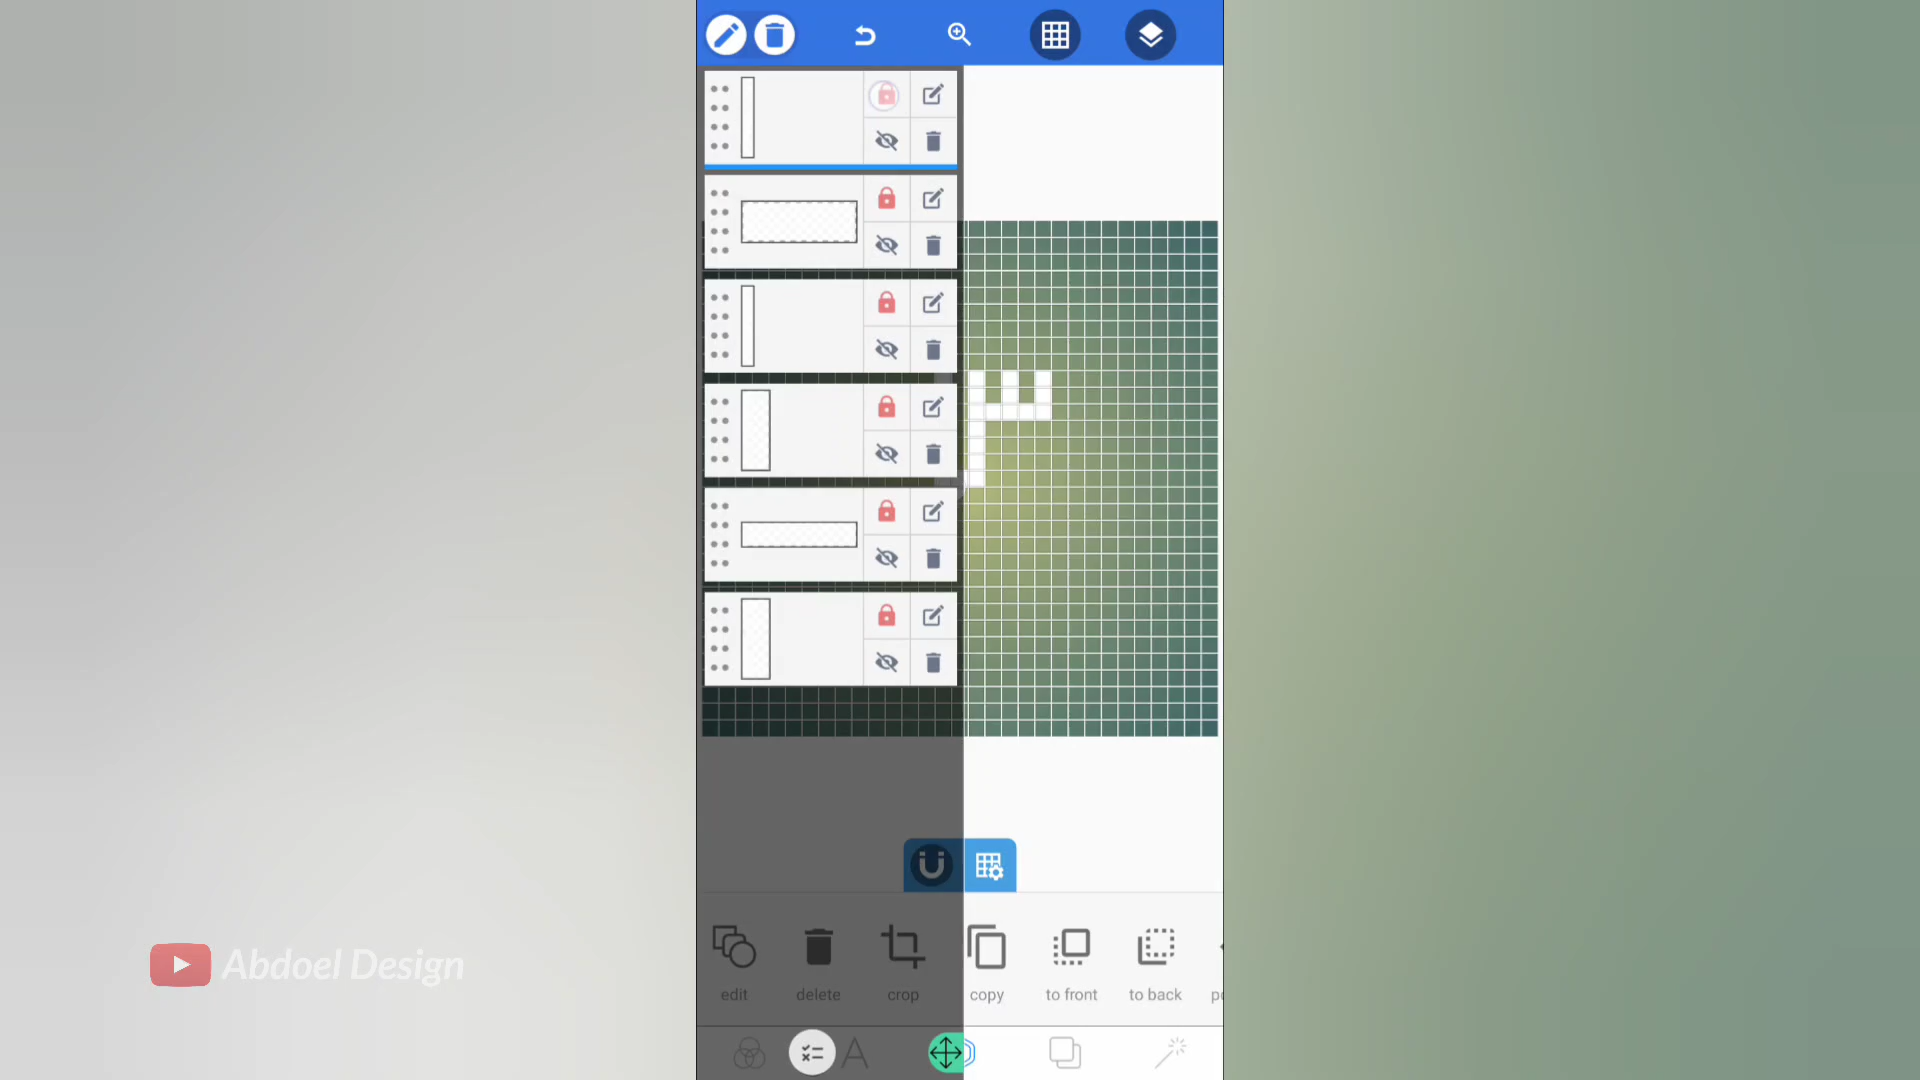 Abdoel Design
edit
delete
crop
copy
to front
to back